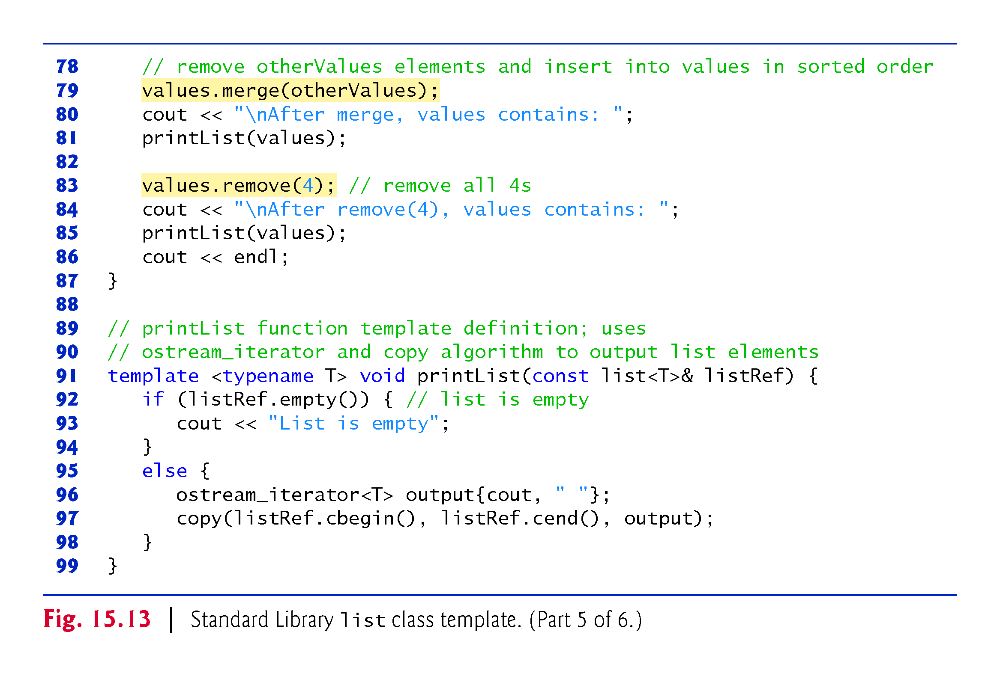 78 // remove otherValues elements and insert into values in sorted order
79 values.merge(otherValues);
80 cout << "\nAfter merge, values contains: ";
81 printList(values);
82
83 values.remove(4); // remove all 4s
84 cout << "\nAfter remove(4), values contains: ";
85 printList(values);
86 cout << endl;
87 }
88
89 // printList function template definition; uses
90 // ostream_iterator and copy algorithm to output list elements
91 template <typename T> void printList(const list<T>& listRef) {
92 if (listRef.empty()) { // list is empty
93 cout << "List is empty";
94 }
95 else {
96 ostream_iterator<T> output{cout, " "};
97 copy(listRef.cbegin(), listRef.cend(), output);
98 }
99 }
Fig. 15.13 | Standard Library list class template. (Part 5 of 6.)